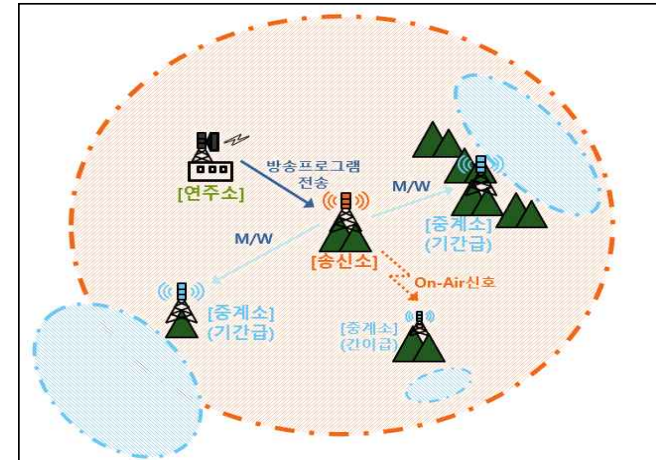 방송프로그램
전송
[연주소]
M/W
[중계소]
(기간급)
M/W
[송신소]
On-Air신호
[중계소]
(기간급)
[중계소]
(간이급)